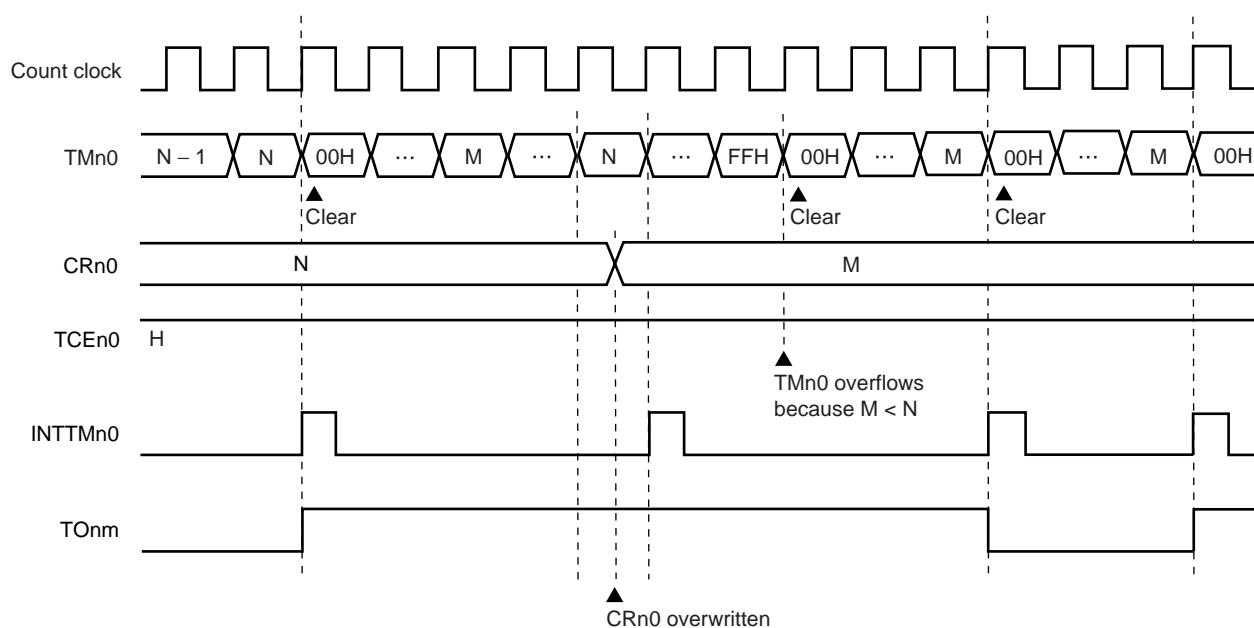 Count clock
TMn0 N − 1 N 00H ... M ... N ... FFH 00H ... M 00H ... M 00H
Clear Clear Clear
CRn0 N M
TCEn0 H
TMn0 overflows
because M < N
INTTMn0
TOnm
CRn0 overwritten